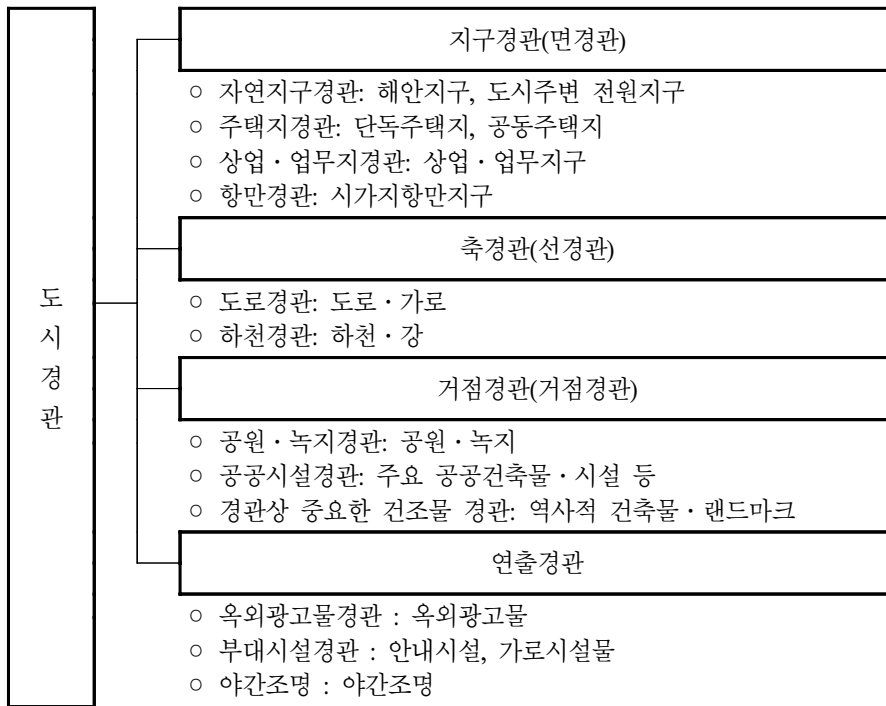 도시경관
지구경관(면경관)
○ 자연지구경관: 해안지구, 도시주변 전원지구
○ 주택지경관: 단독주택지, 공동주택지
○ 상업·업무지경관: 상업·업무지구
○ 항만경관: 시가지항만지구
축경관(선경관)
○ 도로경관: 도로·가로
○ 하천경관: 하천·강
거점경관(거점경관)
○ 공원·녹지경관: 공원·녹지
○ 공공시설경관: 주요 공공건축물·시설 등
○ 경관상 중요한 건조물 경관: 역사적 건축물·랜드마크
연출경관
○ 옥외광고물경관 : 옥외광고물
○ 부대시설경관 : 안내시설, 가로시설물
○ 야간조명 : 야간조명